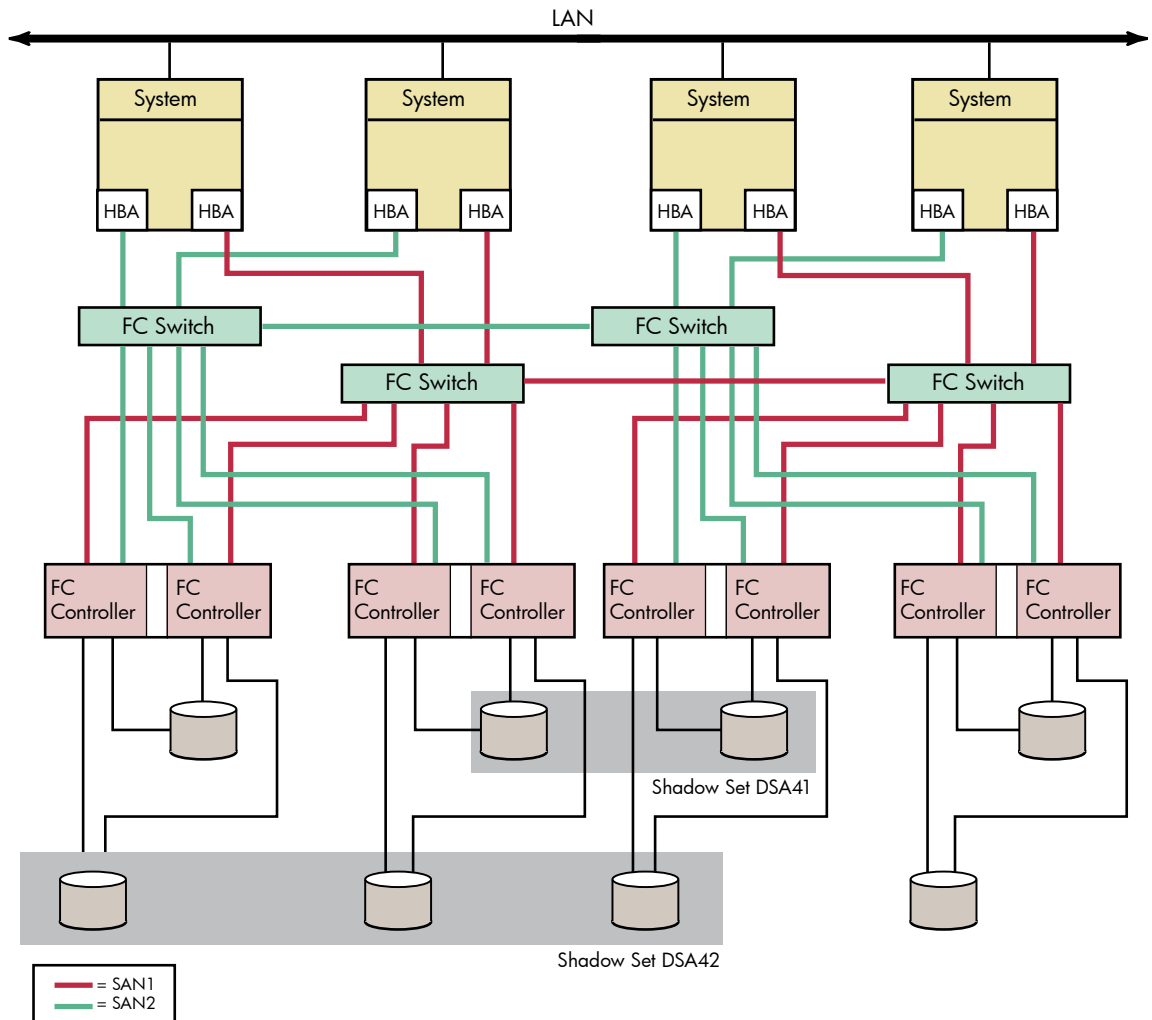 LAN
System
System
System
System
HBA
HBA
HBA
HBA
HBA
HBA
HBA
HBA
FC Switch
FC Switch
FC Switch
FC Switch
FC
Controller
FC
Controller
FC
Controller
FC
Controller
FC
Controller
FC
Controller
FC
Controller
FC
Controller
Shadow Set DSA41
Shadow Set DSA42
= SAN1
= SAN2